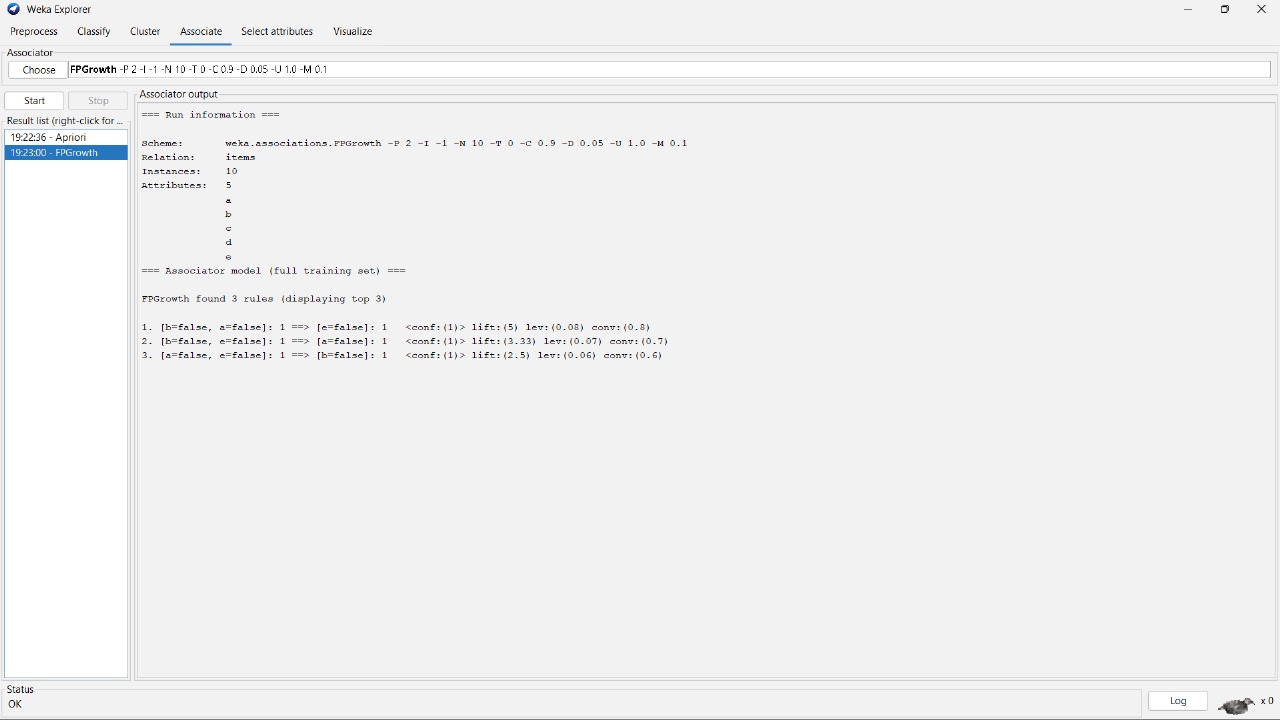 Weka Explorer
Preprocess Classify Cluster Associate Select attributes Visualize
Associator
Choose FPGrowth -P 2 -I -1 -N 10 -T 0 -C 0.9 -D 0.05 -U 1.0 -M 0.1
Start Stop
Result list (right-click for ...
19:22:36 - Apriori
19:23:00 - FPGrowth
Associator output
=== Run information ===
Scheme: weka.associations.FPGrowth -P 2 -I -1 -N 10 -T 0 -C 0.9 -D 0.05 -U 1.0 -M 0.1
Relation: items
Instances: 10
Attributes: 5
a
b
c
d
e
=== Associator model (full training set) ===
FPGrowth found 3 rules (displaying top 3)
1. [b=false, a=false]: 1 ==> [e=false]: 1 <conf:(1)> lift:(5) lev:(0.08) conv:(0.8)
2. [b=false, e=false]: 1 ==> [a=false]: 1 <conf:(1)> lift:(3.33) lev:(0.07) conv:(0.7)
3. [a=false, e=false]: 1 ==> [b=false]: 1 <conf:(1)> lift:(2.5) lev:(0.06) conv:(0.6)
Status
OK
Log x 0